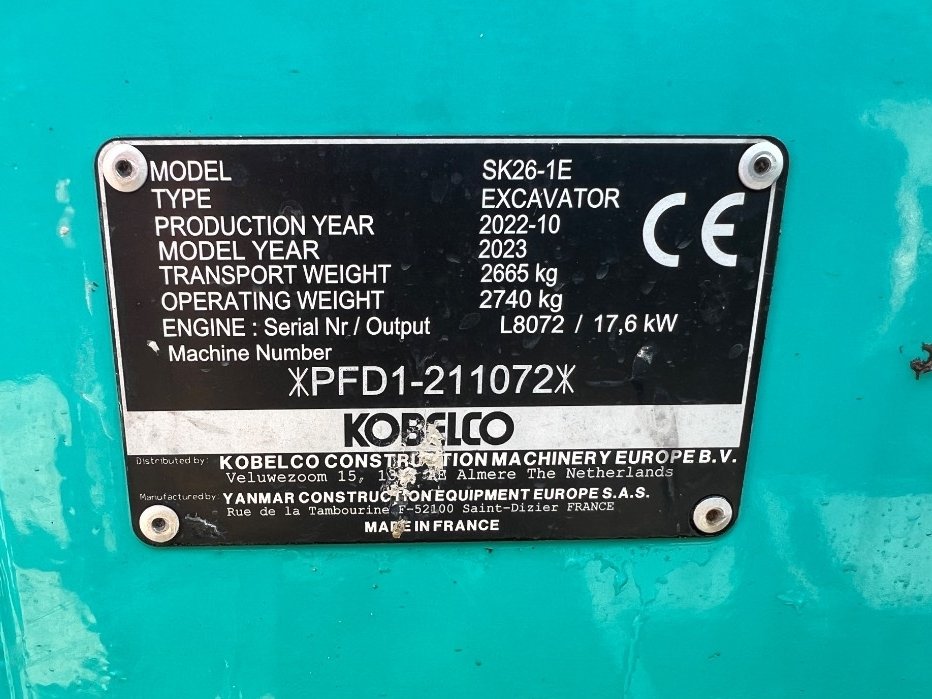 MODEL SK26-1E
TYPE EXCAVATOR
PRODUCTION YEAR 2022-10
MODEL YEAR 2023
TRANSPORT WEIGHT 2665 kg
OPERATING WEIGHT 2740 kg
CE
ENGINE : Serial Nr / Output L8072 / 17,6 kW
Machine Number
PFD1-211072
KOBELCO
Distributed by: KOBELCO CONSTRUCTION MACHINERY EUROPE B.V.
Veluwezoom 15, Almere The Netherlands
Manufactured by: YANMAR CONSTRUCTION EQUIPMENT EUROPE S.A.S.
Rue de la Tambourine F-52100 Saint-Dizier FRANCE
MADE IN FRANCE